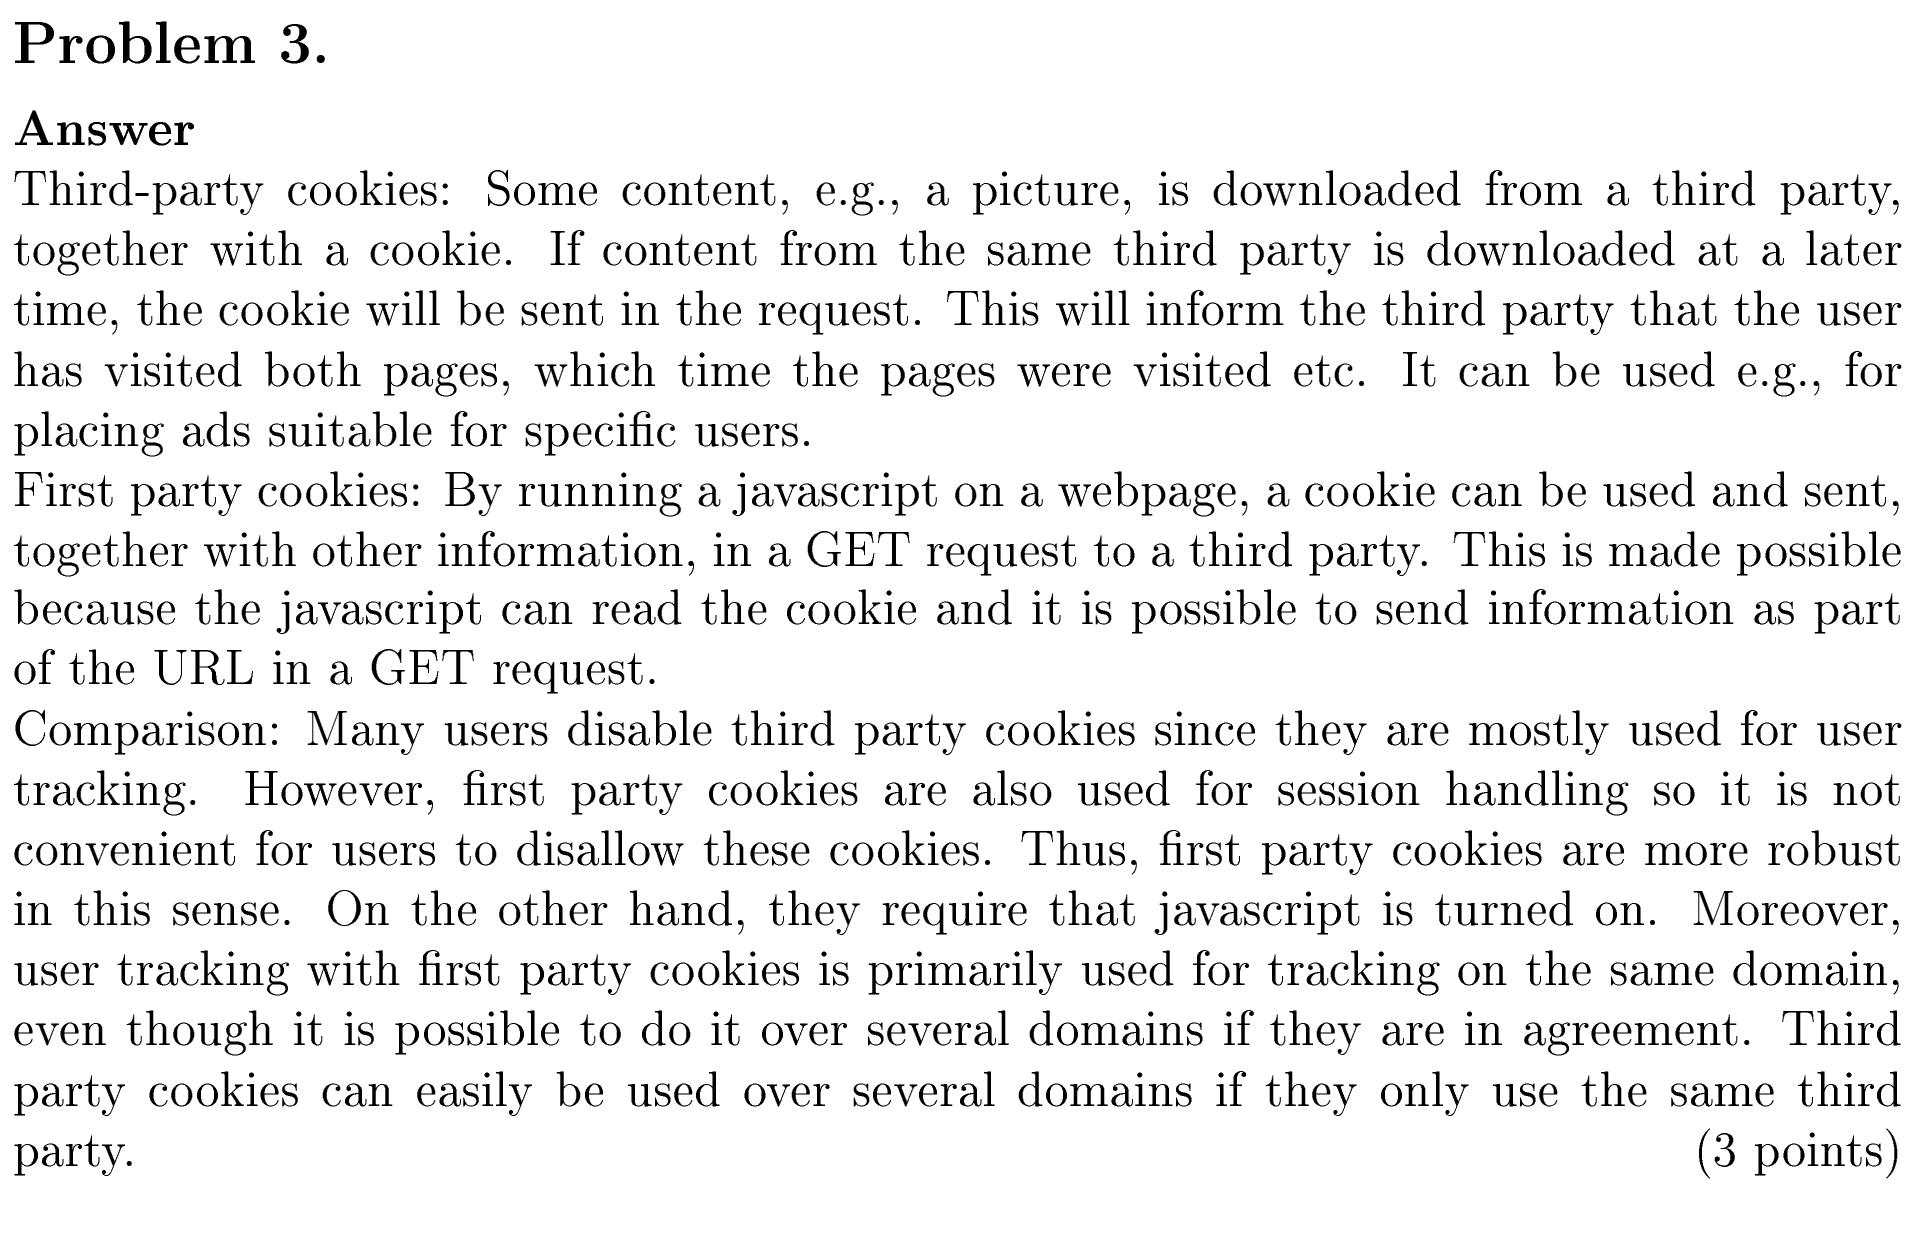 Problem 3.
Answer
Third-party cookies: Some content, e.g., a picture, is downloaded from a third party,
together with a cookie. If content from the same third party is downloaded at a later
time, the cookie will be sent in the request. This will inform the third party that the user
has visited both pages, which time the pages were visited etc. It can be used e.g., for
placing ads suitable for specific users.
First party cookies: By running a javascript on a webpage, a cookie can be used and sent,
together with other information, in a GET request to a third party. This is made possible
because the javascript can read the cookie and it is possible to send information as part
of the URL in a GET request.
Comparison: Many users disable third party cookies since they are mostly used for user
tracking. However, first party cookies are also used for session handling so it is not
convenient for users to disallow these cookies. Thus, first party cookies are more robust
in this sense. On the other hand, they require that javascript is turned on. Moreover,
user tracking with first party cookies is primarily used for tracking on the same domain,
even though it is possible to do it over several domains if they are in agreement. Third
party cookies can easily be used over several domains if they only use the same third
party. (3 points)